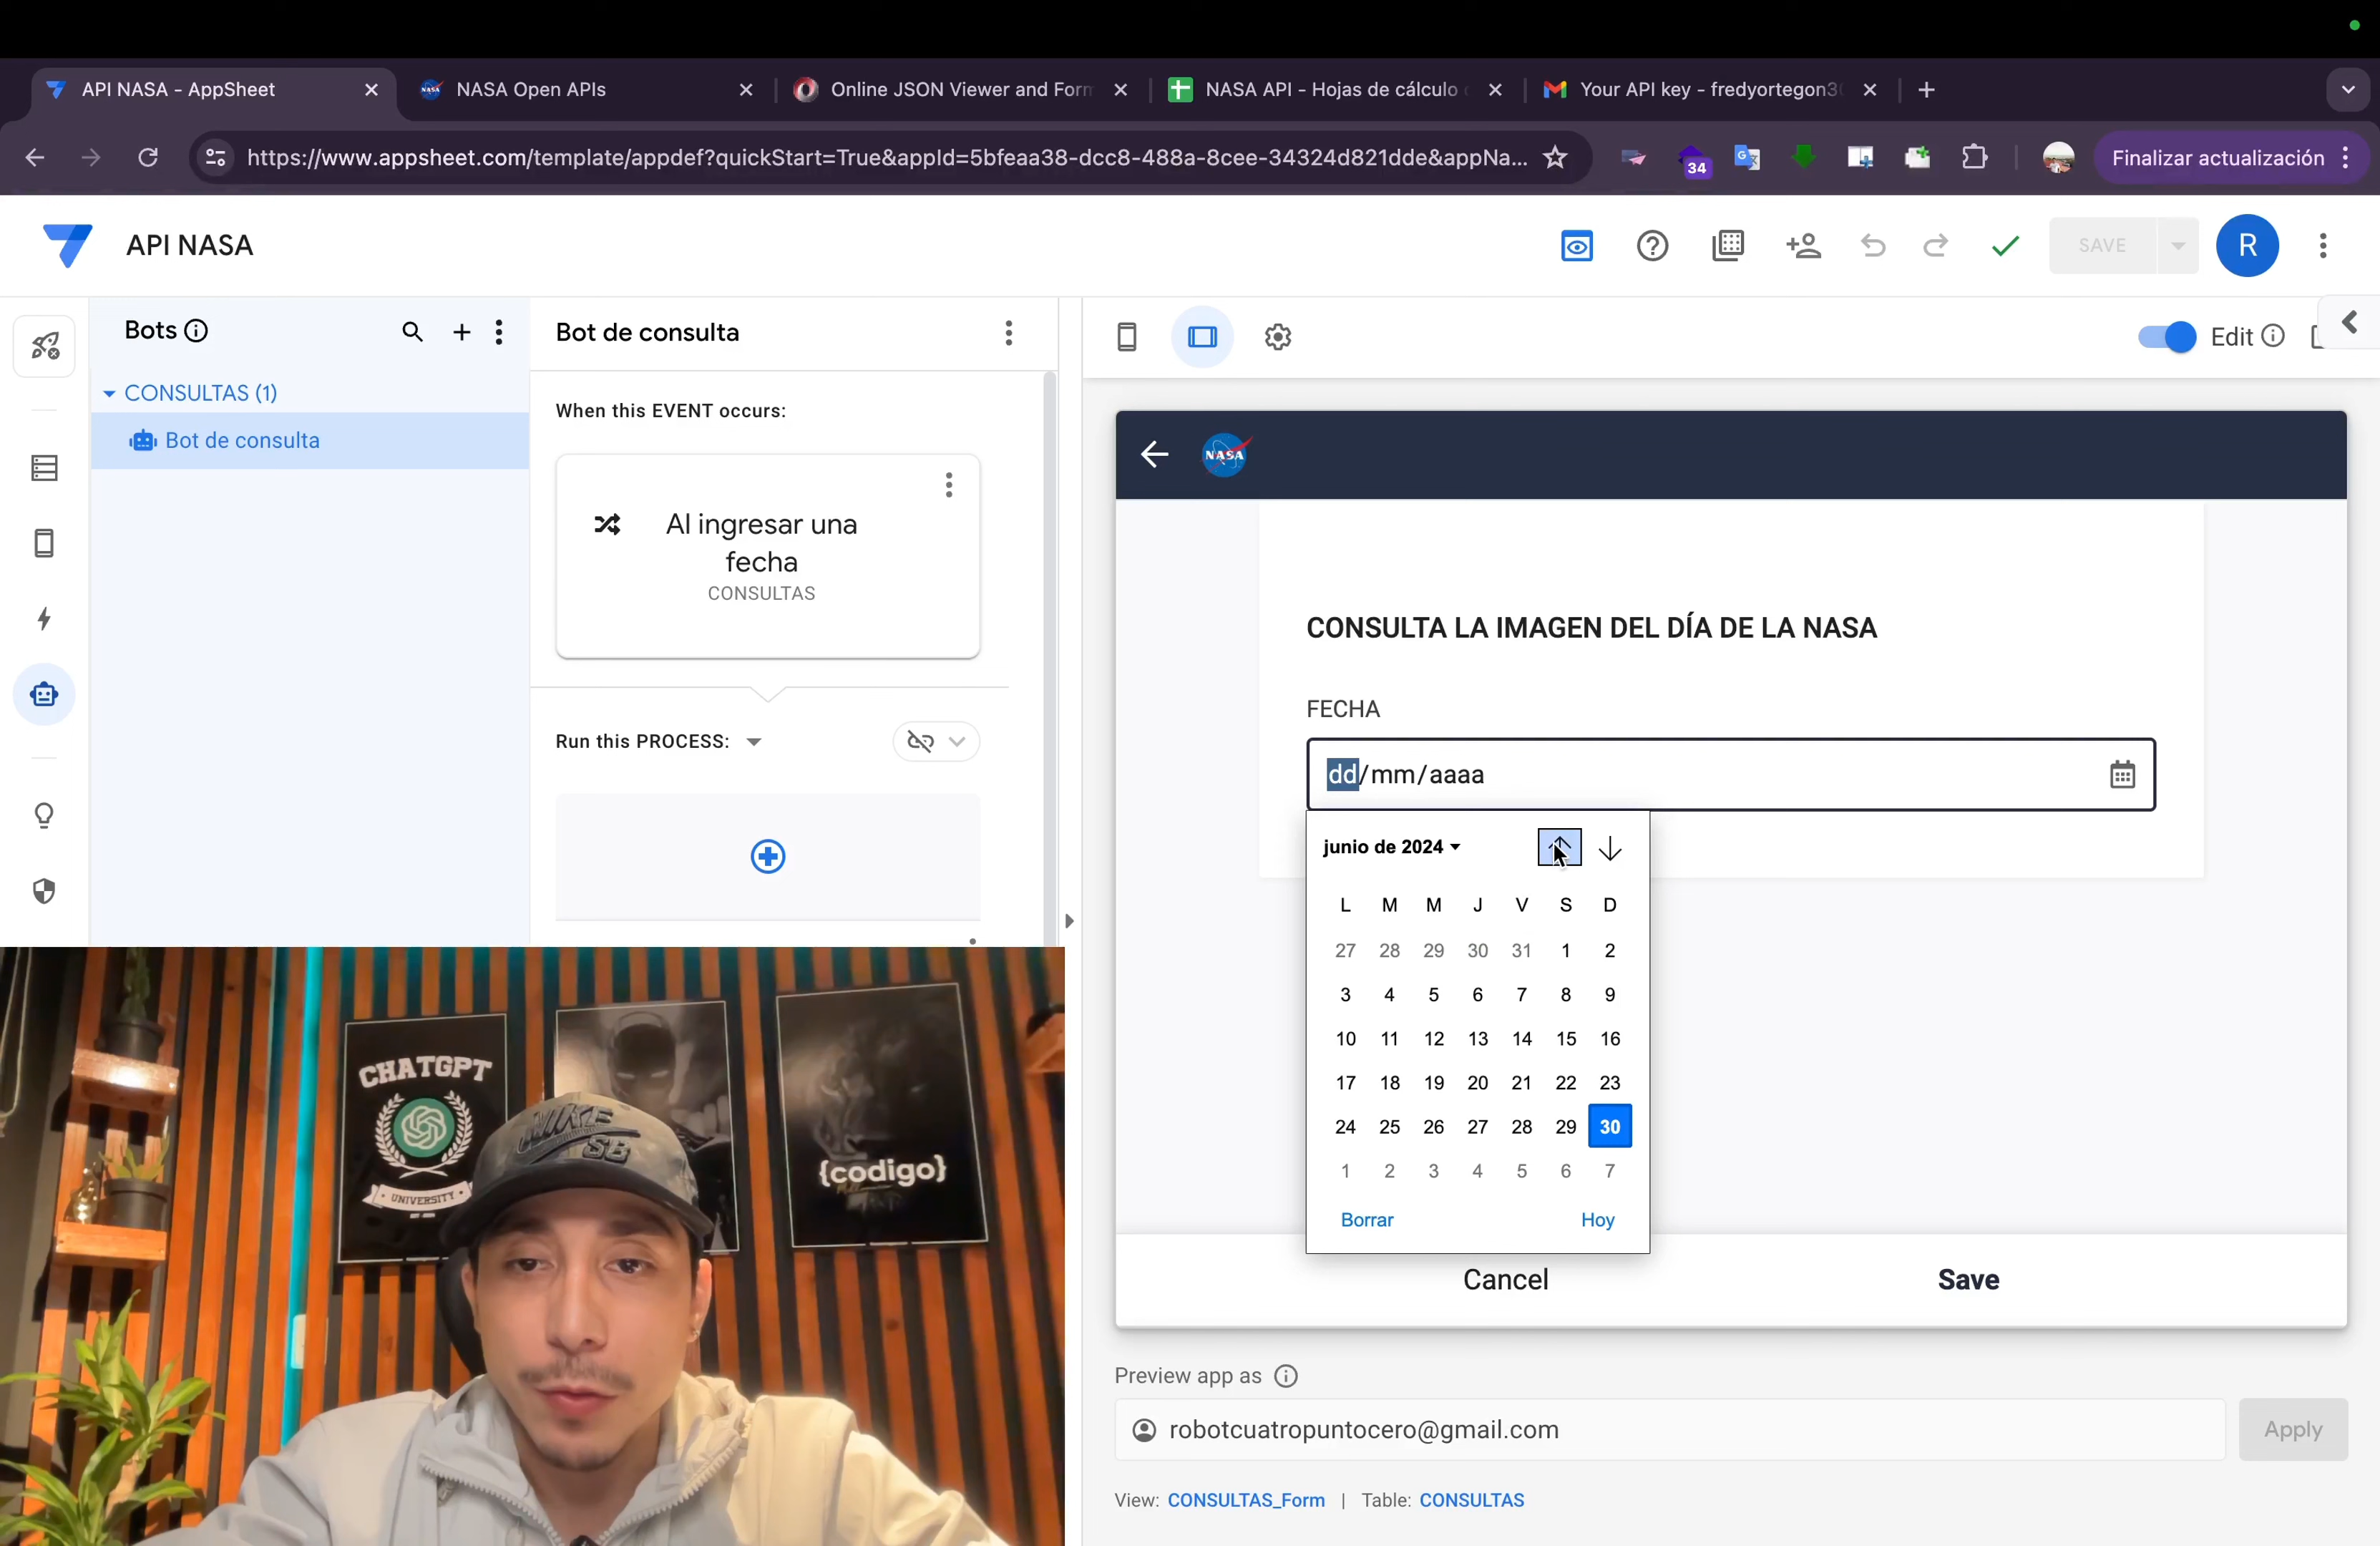 API NASA - AppSheet
NASA Open APIs
Online JSON Viewer and Form
NASA API - Hojas de cálculo
Your API key - fredyortegon3
https://www.appsheet.com/template/appdef?quickStart=True&appId=5bfeaa38-dcc8-488a-8cee-34324d821dde&appNa...
34
Finalizar actualización
API NASA
SAVE
R
Bots
CONSULTAS (1)
Bot de consulta
Bot de consulta
When this EVENT occurs:
Al ingresar una
fecha
CONSULTAS
Run this PROCESS:
Edit
NASA
CONSULTA LA IMAGEN DEL DÍA DE LA NASA
FECHA
dd/mm/aaaa
junio de 2024
L M M J V S D
27 28 29 30 31 1 2
3 4 5 6 7 8 9
10 11 12 13 14 15 16
17 18 19 20 21 22 23
24 25 26 27 28 29 30
1 2 3 4 5 6 7
Borrar Hoy
Cancel
Save
Preview app as
robotcuatropuntocero@gmail.com
Apply
View: CONSULTAS_Form | Table: CONSULTAS
CHATGPT
UNIVERSITY
{codigo}
NIKE
SB